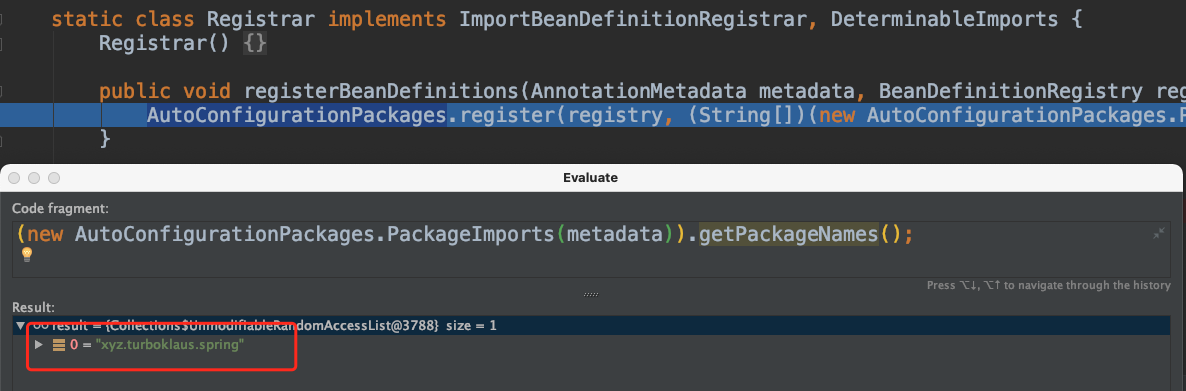 static class Registrar implements ImportBeanDefinitionRegistrar, DeterminableImports {
Registrar() {}
public void registerBeanDefinitions(AnnotationMetadata metadata, BeanDefinitionRegistry reg
AutoConfigurationPackages.register(registry, (String[])(new AutoConfigurationPackages.P
}
Evaluate
Code fragment:
(new AutoConfigurationPackages.PackageImports(metadata)).getPackageNames();
Press ⌥↓, ⌥↑ to navigate through the history
Result:
oo result = {Collections$UnmodifiableRandomAccessList@3788} size = 1
0 = "xyz.turboklaus.spring"